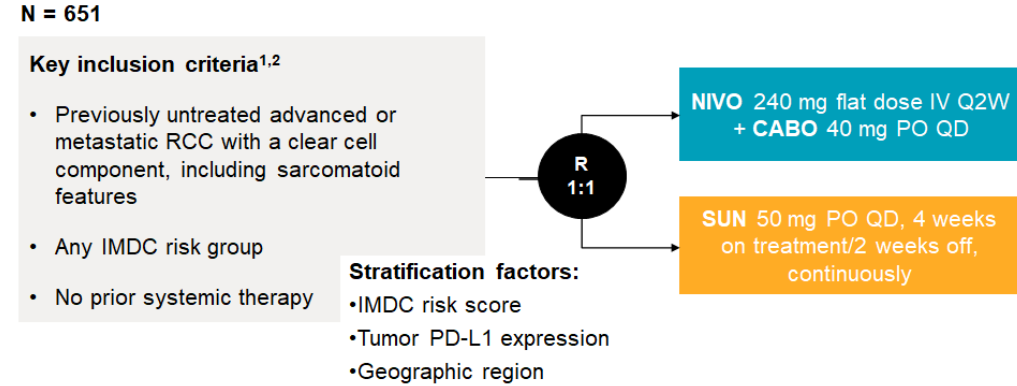 N = 651
Key inclusion criteria1,2
• Previously untreated advanced or
metastatic RCC with a clear cell
component, including sarcomatoid
features
• Any IMDC risk group
• No prior systemic therapy
Stratification factors:
•IMDC risk score
•Tumor PD-L1 expression
•Geographic region
R
1:1
NIVO 240 mg flat dose IV Q2W
+ CABO 40 mg PO QD
SUN 50 mg PO QD, 4 weeks
on treatment/2 weeks off,
continuously